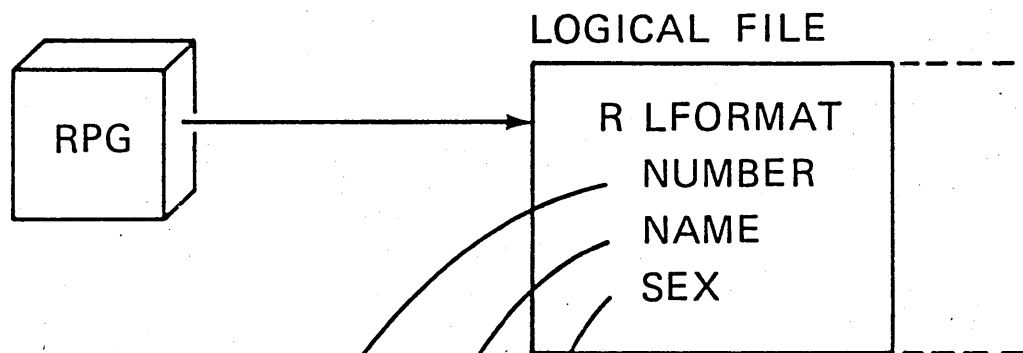 LOGICAL FILE
RPG
R LFORMAT
NUMBER
NAME
SEX